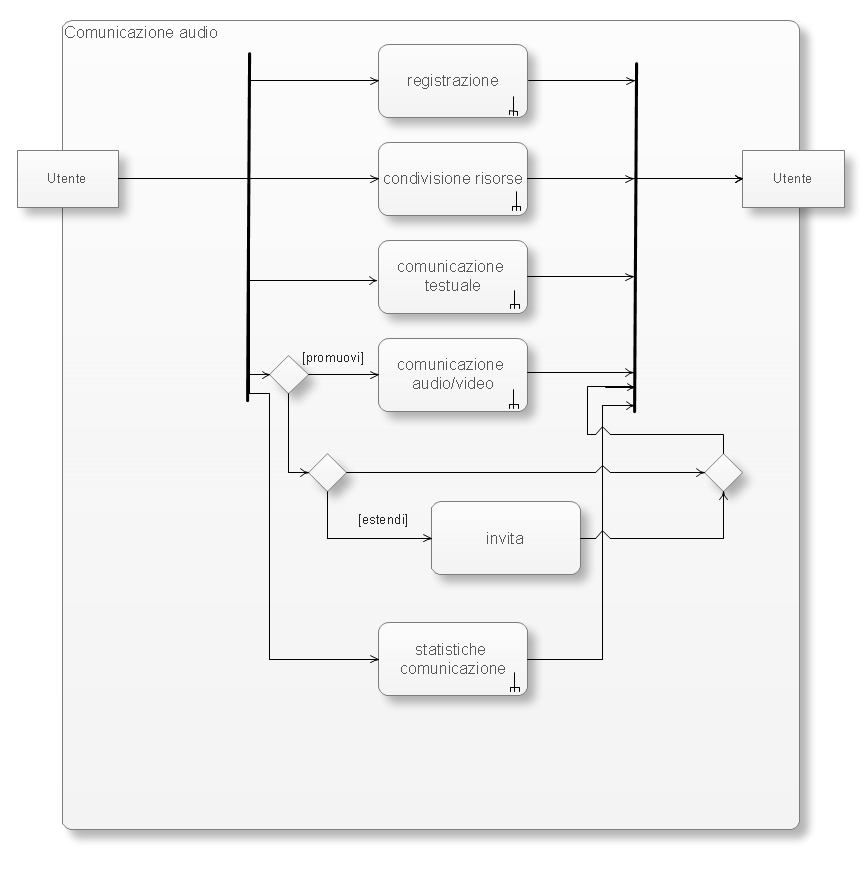 Comunicazione audio
registrazione
Utente
condivisione risorse
Utente
comunicazione
testuale
[promuovi]
comunicazione
audio/video
[estendi]
invita
statistiche
comunicazione